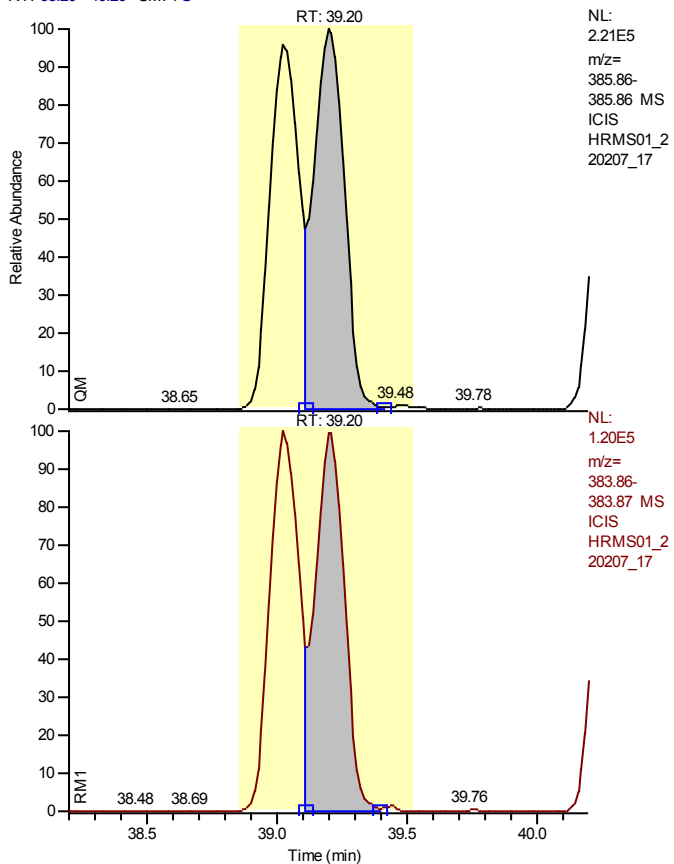 RT: 39.20
NL:
2.21E5
m/z=
385.86-
385.86 MS
ICIS
HRMS01_2
20207_17
100
90
80
70
60
50
40
30
20
10
0
Relative Abundance
QM
38.65
39.48
39.78
RT: 39.20
NL:
1.20E5
m/z=
383.86-
383.87 MS
ICIS
HRMS01_2
20207_17
100
90
80
70
60
50
40
30
20
10
0
RM1
38.48
38.69
39.76
38.5
39.0
39.5
40.0
Time (min)